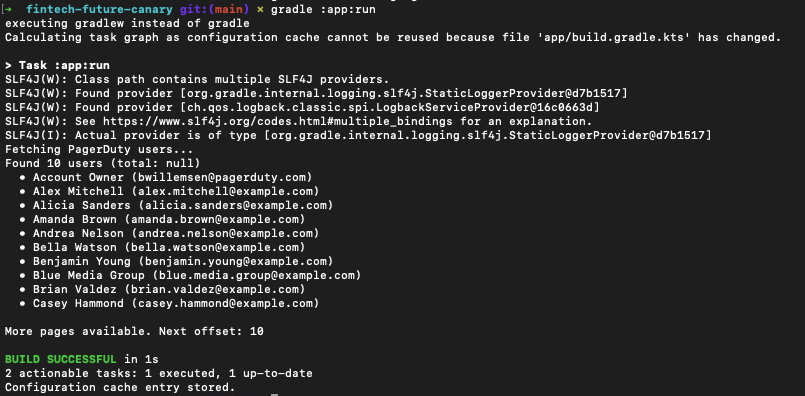 [→ fintech-future-canary git:(main) × gradle :app:run
executing gradlew instead of gradle
Calculating task graph as configuration cache cannot be reused because file 'app/build.gradle.kts' has changed.
> Task :app:run
SLF4J(W): Class path contains multiple SLF4J providers.
SLF4J(W): Found provider [org.gradle.internal.logging.slf4j.StaticLoggerProvider@d7b1517]
SLF4J(W): Found provider [ch.qos.logback.classic.spi.LogbackServiceProvider@16c0663d]
SLF4J(W): See https://www.slf4j.org/codes.html#multiple_bindings for an explanation.
SLF4J(I): Actual provider is of type [org.gradle.internal.logging.slf4j.StaticLoggerProvider@d7b1517]
Fetching PagerDuty users...
Found 10 users (total: null)
• Account Owner (bwillemsen@pagerduty.com)
• Alex Mitchell (alex.mitchell@example.com)
• Alicia Sanders (alicia.sanders@example.com)
• Amanda Brown (amanda.brown@example.com)
• Andrea Nelson (andrea.nelson@example.com)
• Bella Watson (bella.watson@example.com)
• Benjamin Young (benjamin.young@example.com)
• Blue Media Group (blue.media.group@example.com)
• Brian Valdez (brian.valdez@example.com)
• Casey Hammond (casey.hammond@example.com)
More pages available. Next offset: 10
BUILD SUCCESSFUL in 1s
2 actionable tasks: 1 executed, 1 up-to-date
Configuration cache entry stored.